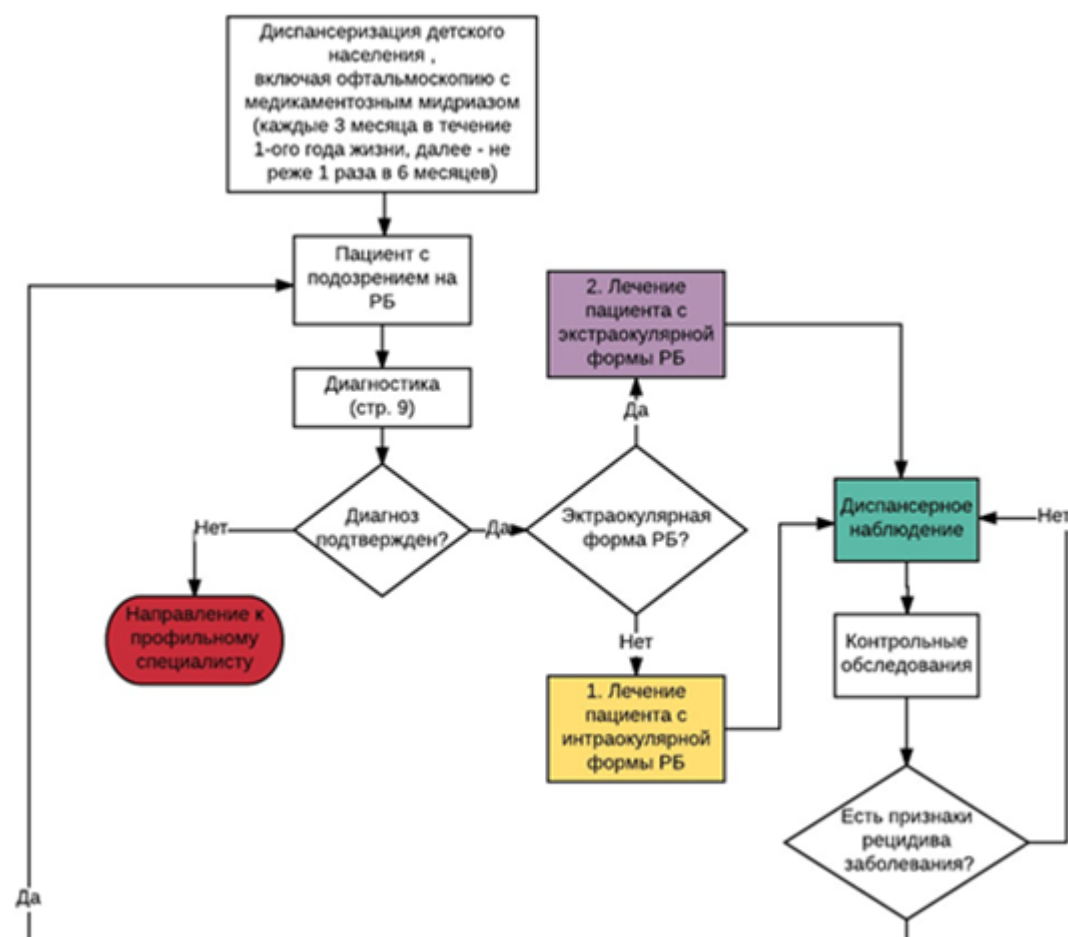 Диспансеризация детского
населения ,
включая офтальмоскопию с
медикаментозным мидриазом
(каждые 3 месяца в течение
1-ого года жизни, далее - не
реже 1 раза в 6 месяцев)
Пациент с
подозрением на
РБ
Диагностика
(стр. 9)
Диагноз
подтвержден?
Нет
Направление к
профильному
специалисту
Да
Эктраокулярная
форма РБ?
Да
2. Лечение
пациента с
экстраокулярной
формы РБ
Нет
1. Лечение
пациента с
интраокулярной
формы РБ
Диспансерное
наблюдение
Контрольные
обследования
Есть признаки
рецидива
заболевания?
Нет
Да